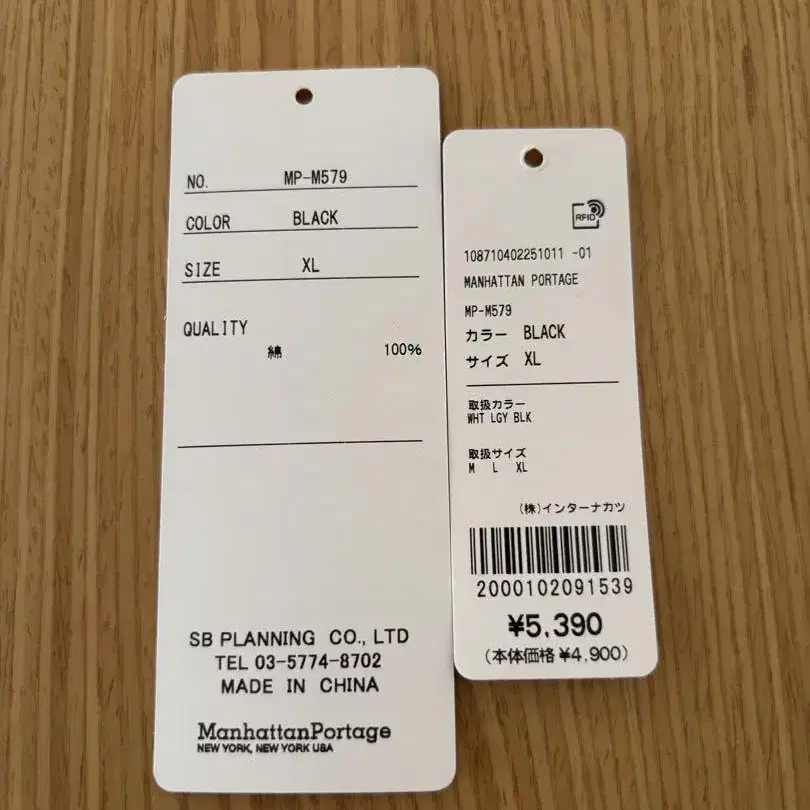 NO. MP-M579
COLOR BLACK
SIZE XL
QUALITY
綿 100%
SB PLANNING CO., LTD
TEL 03-5774-8702
MADE IN CHINA
ManhattanPortage
NEW YORK, NEW YORK USA
RFID
108710402251011 -01
MANHATTAN PORTAGE
MP-M579
カラー BLACK
サイズ XL
取扱カラー
WHT LGY BLK
取扱サイズ
M L XL
(株)インターナカツ
2000102091539
¥5,390
(本体価格¥4,900)